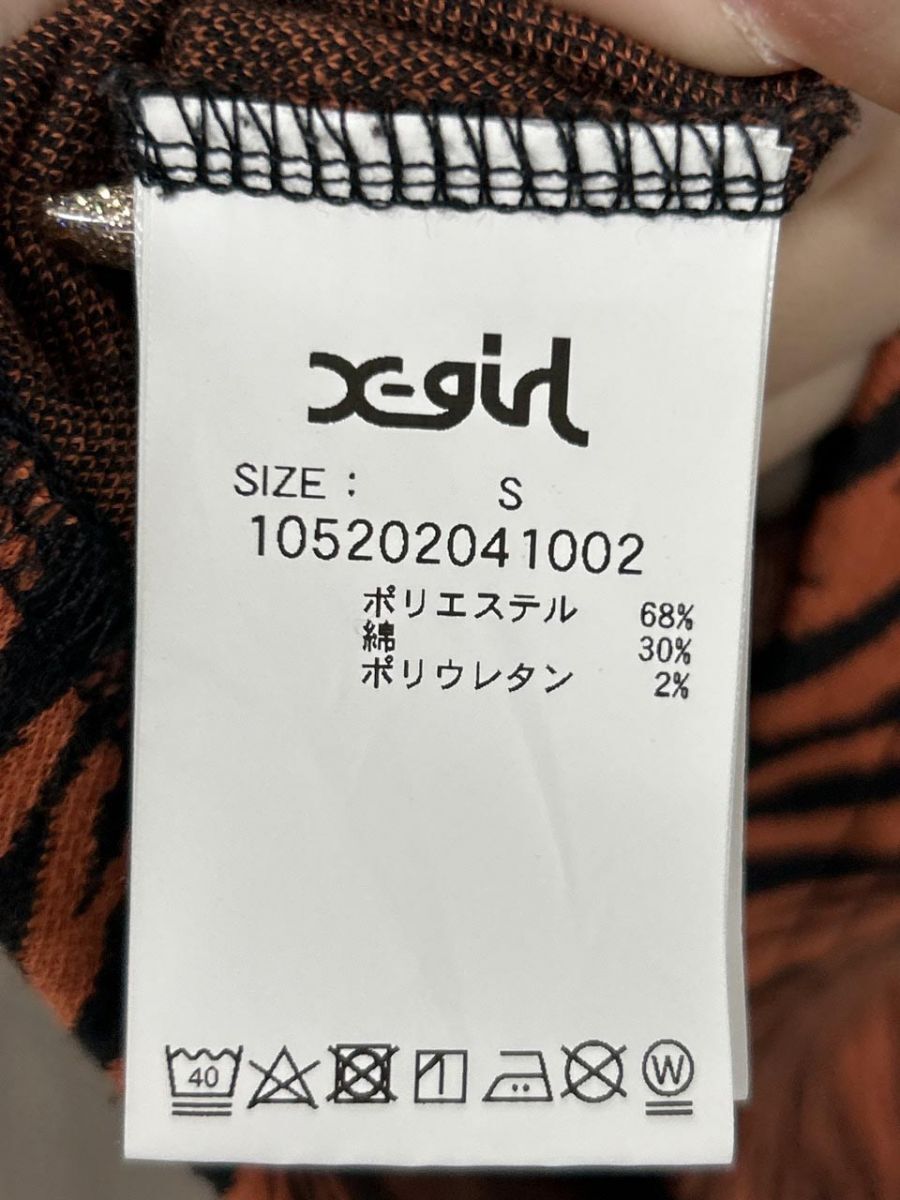 X-girl
SIZE : S
105202041002
ポリエステル 68%
綿 30%
ポリウレタン 2%
40 W